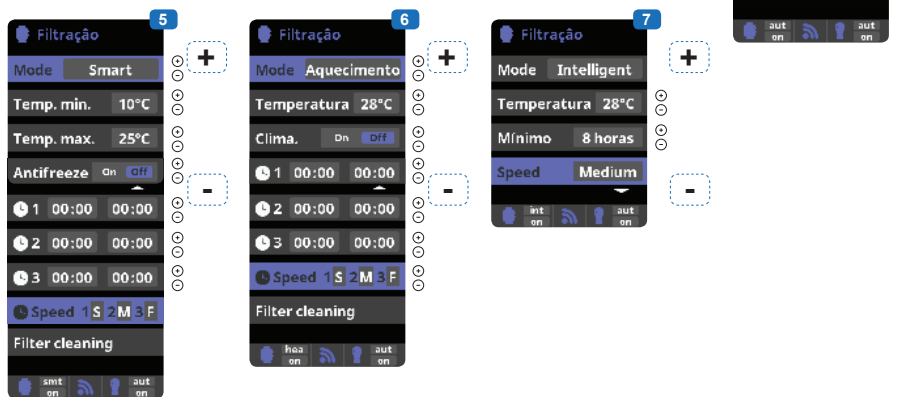 5
Filtração
Mode Smart
Temp. min. 10°C
Temp. max. 25°C
Antifreeze On Off
1 00:00 00:00
2 00:00 00:00
3 00:00 00:00
Speed 1 S 2 M 3 F
Filter cleaning
smt on aut on
+
-
6
Filtração
Mode Aquecimento
Temperatura 28°C
Clima. On Off
1 00:00 00:00
2 00:00 00:00
3 00:00 00:00
Speed 1 S 2 M 3 F
Filter cleaning
hea on aut on
+
-
7
Filtração
Mode Intelligent
Temperatura 28°C
Mínimo 8 horas
Speed Medium
int on aut on
+
-
aut on aut on